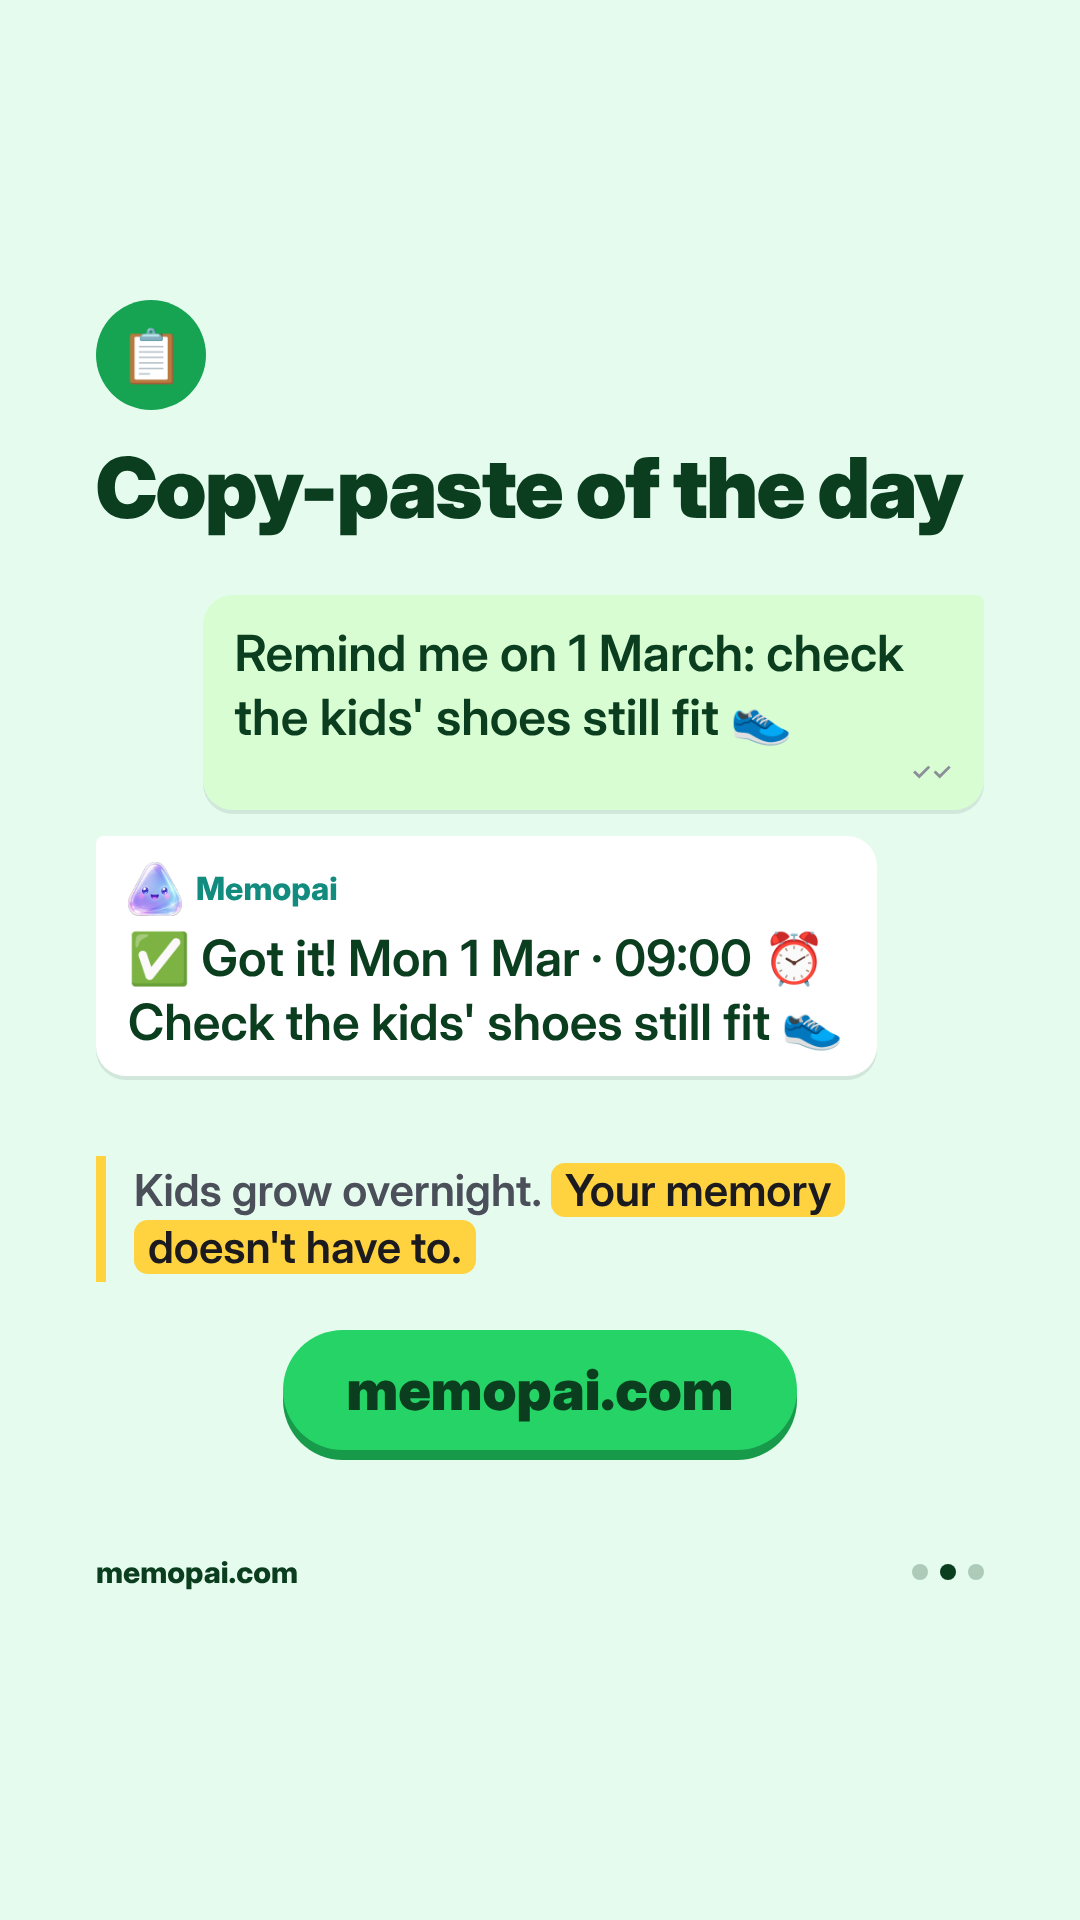 📋
Copy-paste of the day
Remind me on 1 March: check
the kids' shoes still fit 👟
✓✓
Memopai
✅ Got it! Mon 1 Mar · 09:00 ⏰
Check the kids' shoes still fit 👟
Kids grow overnight. Your memory
doesn't have to.
memopai.com
memopai.com